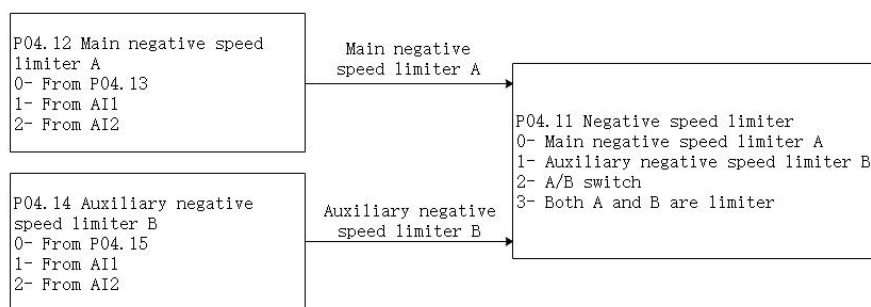 P04.12 Main negative speed
limiter A
0- From P04.13
1- From AI1
2- From AI2
Main negative
speed limiter A
P04.14 Auxiliary negative
speed limiter B
0- From P04.15
1- From AI1
2- From AI2
Auxiliary negative
speed limiter B
P04.11 Negative speed limiter
0- Main negative speed limiter A
1- Auxiliary negative speed limiter B
2- A/B switch
3- Both A and B are limiter